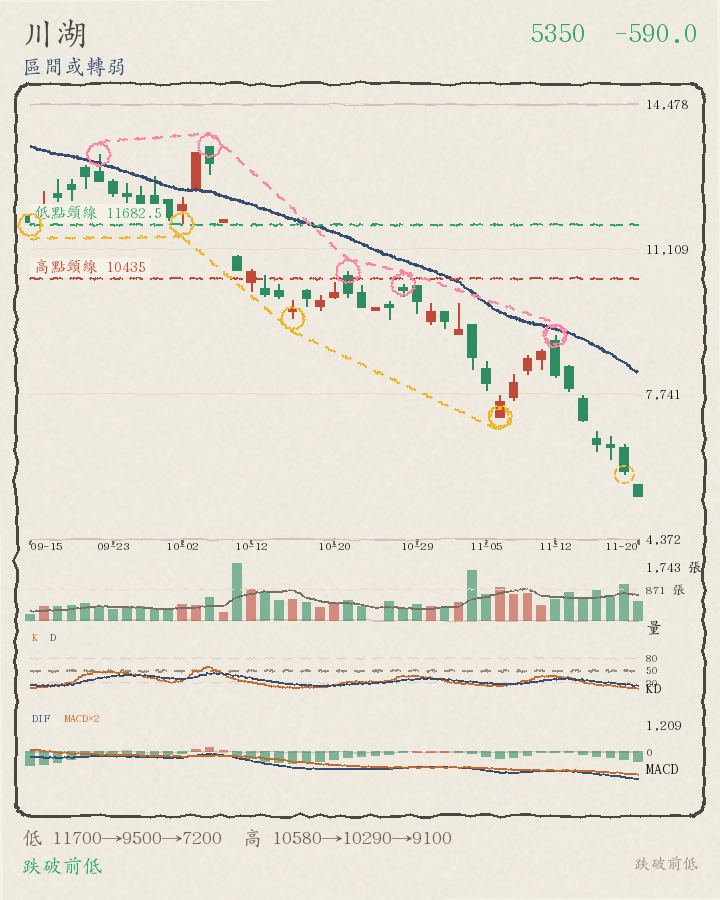 川湖
5350 -590.0
區間或轉弱
14,478
低點頸線 11682.5
11,109
高點頸線 10435
7,741
4,372
09-15 09-23 10-02 10-12 10-20 10-29 11-05 11-12 11-20
1,743 張
871 張
量
K D
80
50
20
KD
DIF MACD×2
1,209
0
MACD
低 11700→9500→7200 高 10580→10290→9100
跌破前低
跌破前低